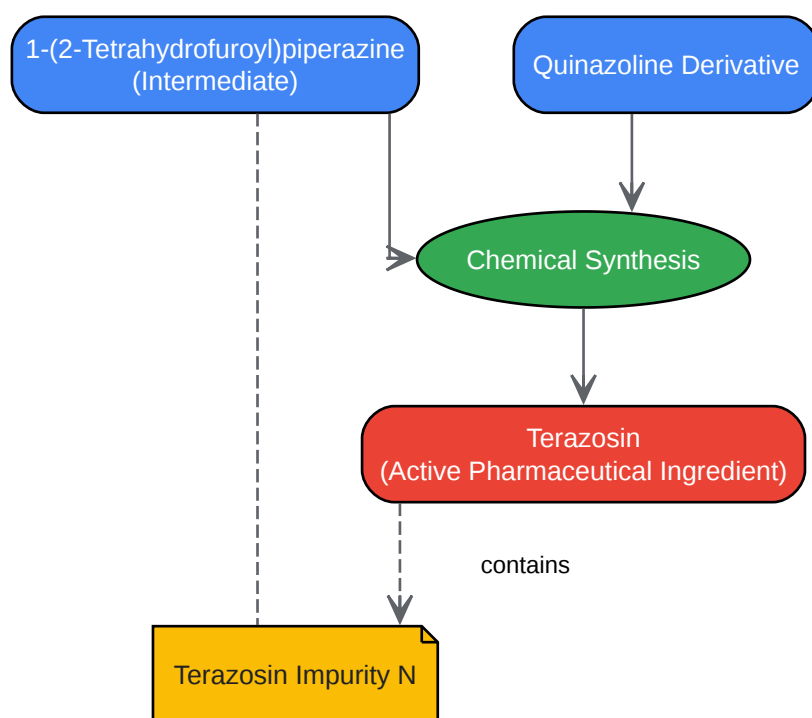 1-(2-Tetrahydrofuroyl)piperazine
(Intermediate)
Quinazoline Derivative
Chemical Synthesis
Terazosin
(Active Pharmaceutical Ingredient)
contains
Terazosin Impurity N